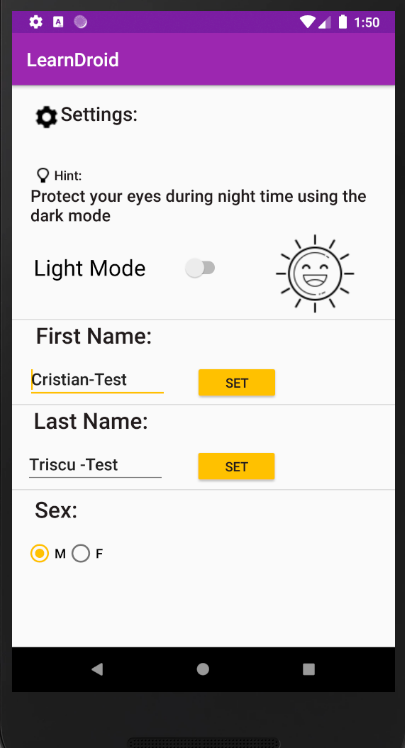 1:50
LearnDroid
Settings:
Hint:
Protect your eyes during night time using the
dark mode
Light Mode
First Name:
Cristian-Test SET
Last Name:
Triscu -Test SET
Sex:
M F